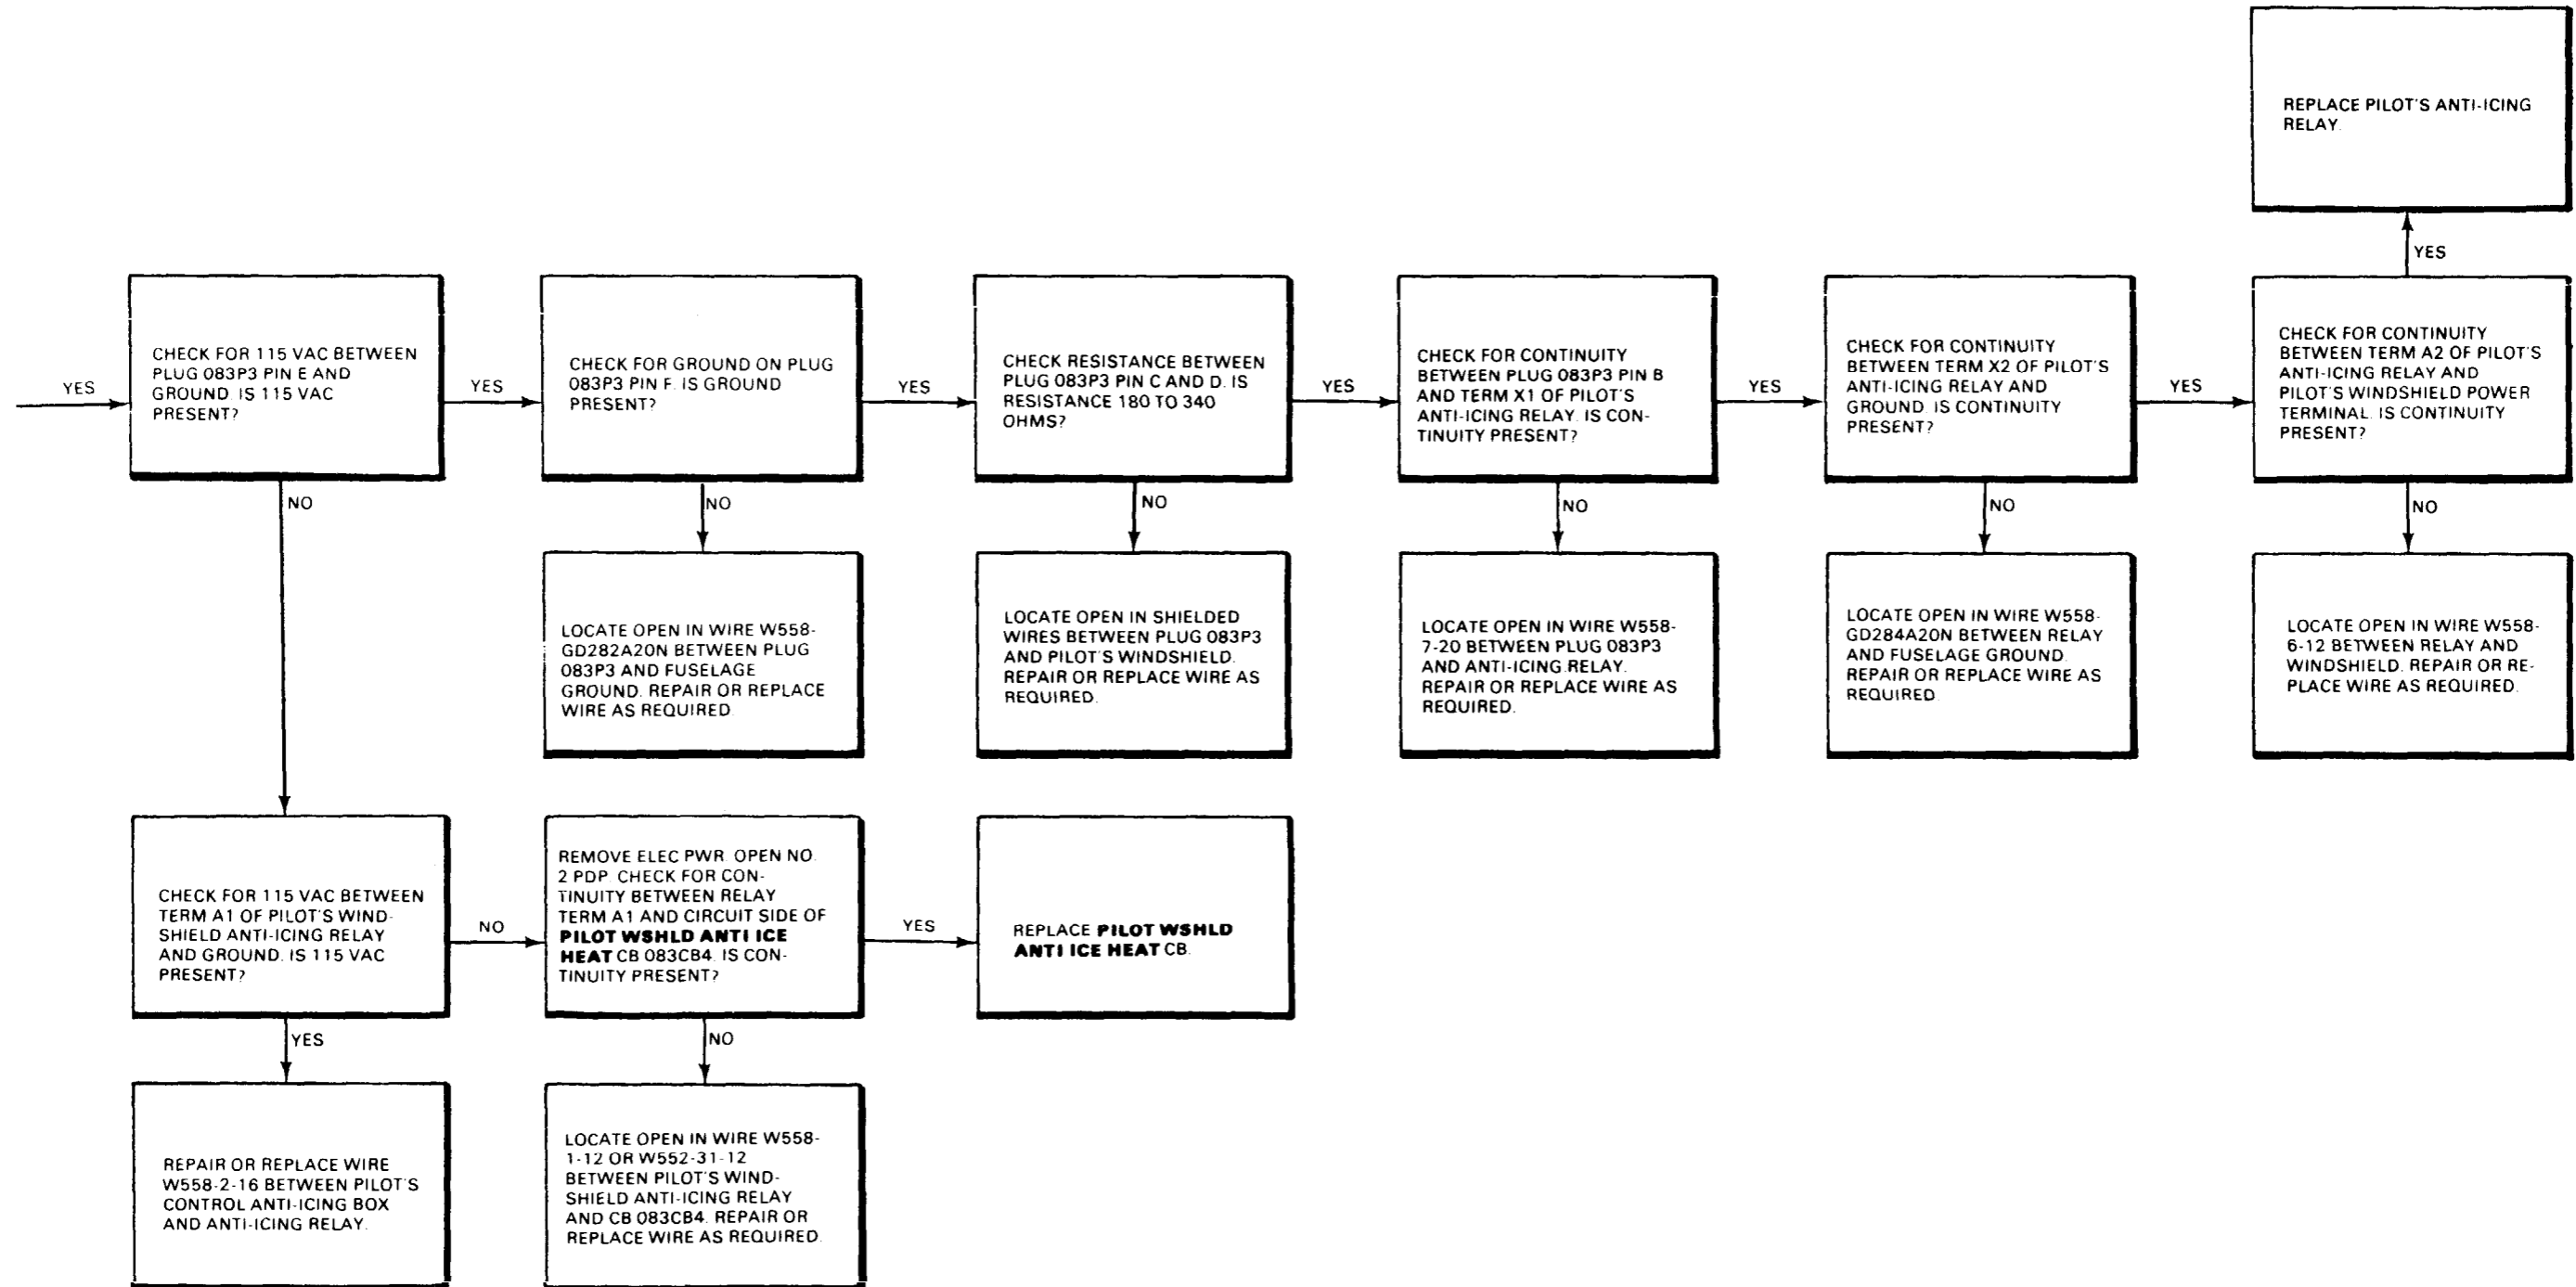 REPLACE PILOT'S ANTI-ICING
RELAY.
YES
YES
CHECK FOR 115 VAC BETWEEN
PLUG 083P3 PIN E AND
GROUND. IS 115 VAC
PRESENT?
YES
CHECK FOR GROUND ON PLUG
083P3 PIN F. IS GROUND
PRESENT?
YES
CHECK RESISTANCE BETWEEN
PLUG 083P3 PIN C AND D. IS
RESISTANCE 180 TO 340
OHMS?
YES
CHECK FOR CONTINUITY
BETWEEN PLUG 083P3 PIN B
AND TERM X1 OF PILOT'S
ANTI-ICING RELAY. IS CON-
TINUITY PRESENT?
YES
CHECK FOR CONTINUITY
BETWEEN TERM X2 OF PILOT'S
ANTI-ICING RELAY AND
GROUND. IS CONTINUITY
PRESENT?
YES
CHECK FOR CONTINUITY
BETWEEN TERM A2 OF PILOT'S
ANTI-ICING RELAY AND
PILOT'S WINDSHIELD POWER
TERMINAL. IS CONTINUITY
PRESENT?
NO
NO
NO
NO
NO
NO
LOCATE OPEN IN WIRE W558-
GD282A20N BETWEEN PLUG
083P3 AND FUSELAGE
GROUND. REPAIR OR REPLACE
WIRE AS REQUIRED.
LOCATE OPEN IN SHIELDED
WIRES BETWEEN PLUG 083P3
AND PILOT'S WINDSHIELD.
REPAIR OR REPLACE WIRE AS
REQUIRED.
LOCATE OPEN IN WIRE W558-
7-20 BETWEEN PLUG 083P3
AND ANTI-ICING RELAY.
REPAIR OR REPLACE WIRE AS
REQUIRED.
LOCATE OPEN IN WIRE W558-
GD284A20N BETWEEN RELAY
AND FUSELAGE GROUND.
REPAIR OR REPLACE WIRE AS
REQUIRED.
LOCATE OPEN IN WIRE W558-
6-12 BETWEEN RELAY AND
WINDSHIELD. REPAIR OR RE-
PLACE WIRE AS REQUIRED.
CHECK FOR 115 VAC BETWEEN
TERM A1 OF PILOT'S WIND-
SHIELD ANTI-ICING RELAY
AND GROUND. IS 115 VAC
PRESENT?
NO
REMOVE ELEC PWR. OPEN NO.
2 PDP. CHECK FOR CON-
TINUITY BETWEEN RELAY
TERM A1 AND CIRCUIT SIDE OF
PILOT WSHLD ANTI ICE
HEAT CB 083CB4. IS CON-
TINUITY PRESENT?
YES
REPLACE PILOT WSHLD
ANTI ICE HEAT CB.
YES
NO
REPAIR OR REPLACE WIRE
W558-2-16 BETWEEN PILOT'S
CONTROL ANTI-ICING BOX
AND ANTI-ICING RELAY.
LOCATE OPEN IN WIRE W558-
1-12 OR W552-31-12
BETWEEN PILOT'S WIND-
SHIELD ANTI-ICING RELAY
AND CB 083CB4. REPAIR OR
REPLACE WIRE AS REQUIRED.